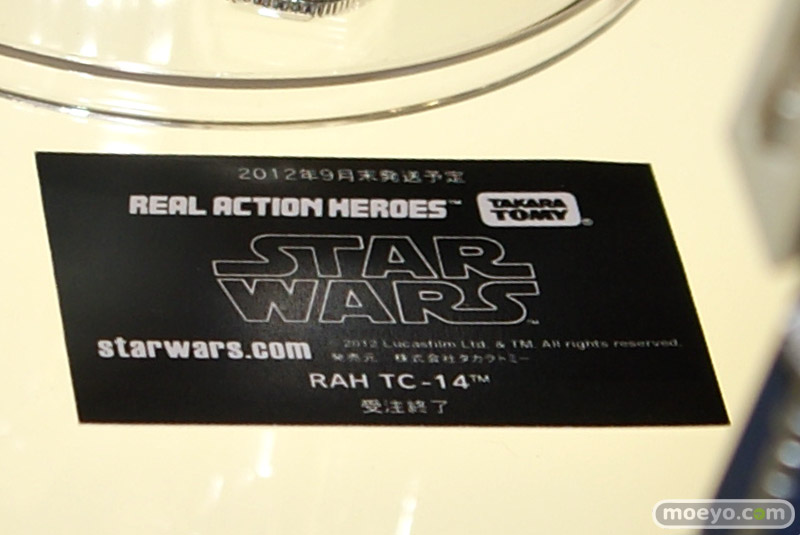 2012年9月末発送予定
REAL ACTION HEROES™ TAKARA TOMY®
STAR WARS™
starwars.com
© 2012 Lucasfilm Ltd. & TM. All rights reserved.
発売元 株式会社タカラトミー
RAH TC-14™
受注終了
moeyo.com